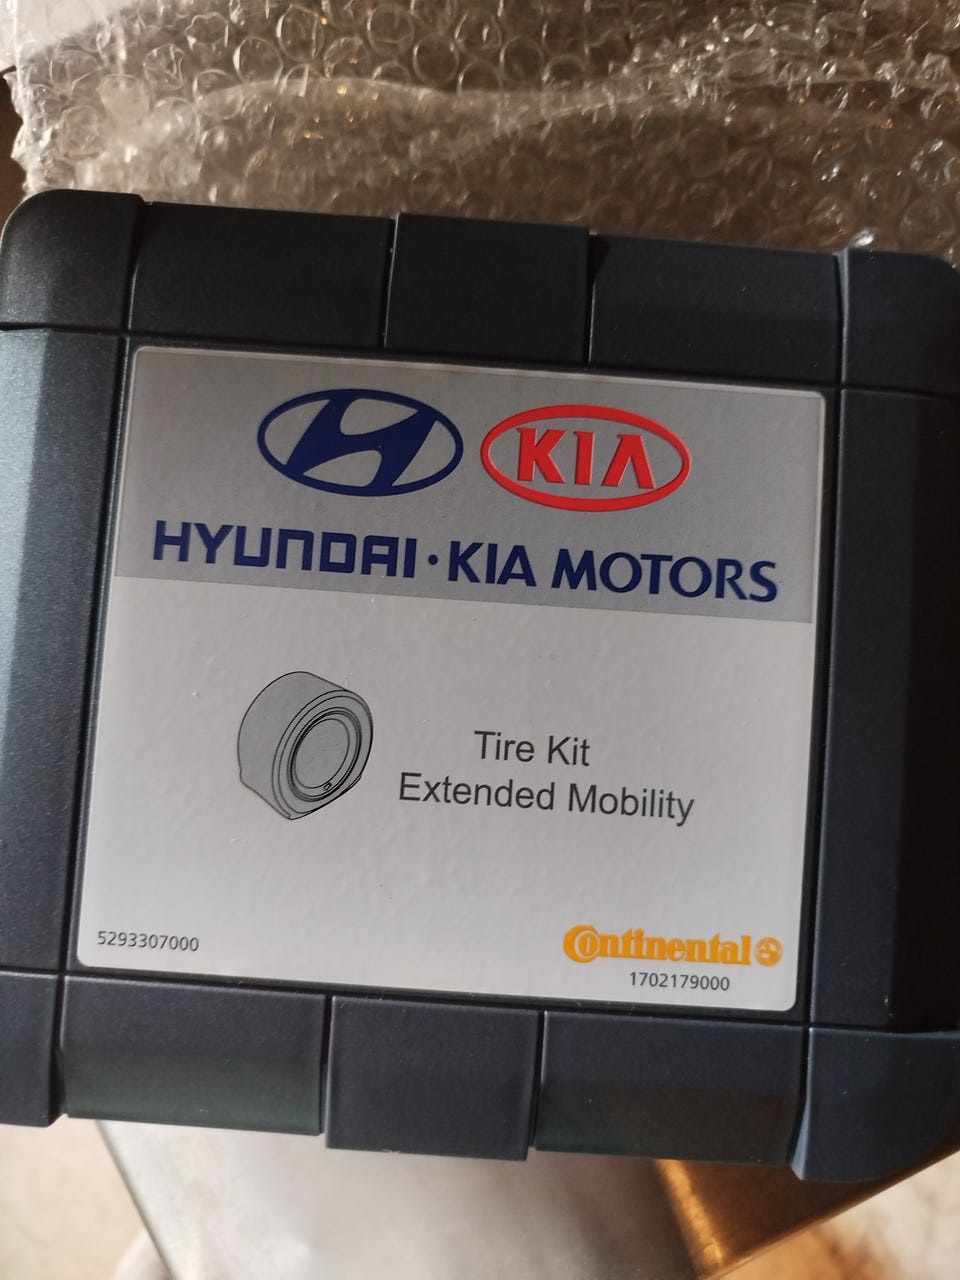 KIA
HYUNDAI · KIA MOTORS
Tire Kit
Extended Mobility
5293307000
Continental
1702179000